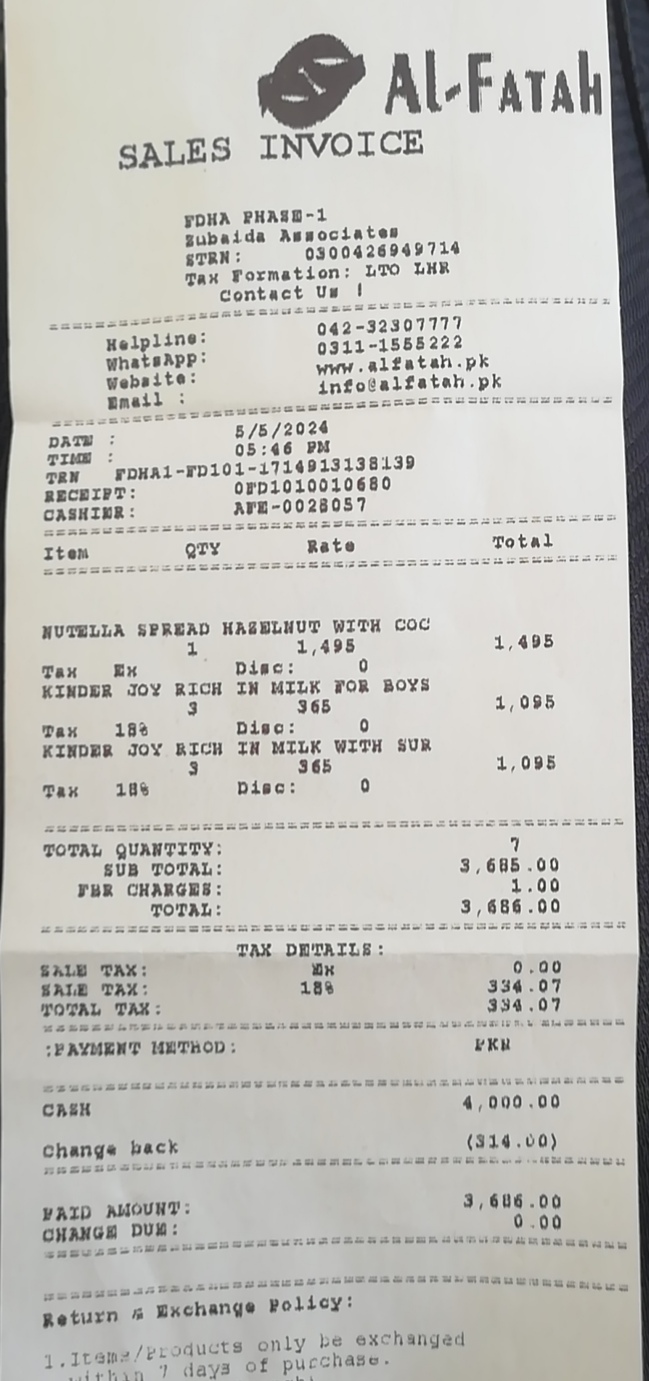 Al-Fatah
SALES INVOICE
FDHA PHASE-1
Zubaida Associates
STRN: 0300426949714
Tax Formation: LTO LHR
Contact Us !
Helpline: 042-32307777
WhatsApp: 0311-1555222
Website: www.alfatah.pk
Email : info@alfatah.pk
DATE : 5/5/2024
TIME : 05:46 PM
TRN FDHA1-FD101-1714913138139
RECEIPT: 0FD1010010680
CASHIER: AFE-0028057
Item QTY Rate Total
NUTELLA SPREAD HAZELNUT WITH COC
1 1,495 1,495
Tax Ex Disc: 0
KINDER JOY RICH IN MILK FOR BOYS
3 365 1,095
Tax 18% Disc: 0
KINDER JOY RICH IN MILK WITH SUR
3 365 1,095
Tax 18% Disc: 0
TOTAL QUANTITY: 7
SUB TOTAL: 3,685.00
FBR CHARGES: 1.00
TOTAL: 3,686.00
TAX DETAILS:
SALE TAX: Ex 0.00
SALE TAX: 18% 334.07
TOTAL TAX: 334.07
:PAYMENT METHOD: PKR
CASH 4,000.00
Change back (314.00)
PAID AMOUNT: 3,686.00
CHANGE DUE: 0.00
Return & Exchange Policy:
1.Items/Products only be exchanged
within 7 days of purchase.